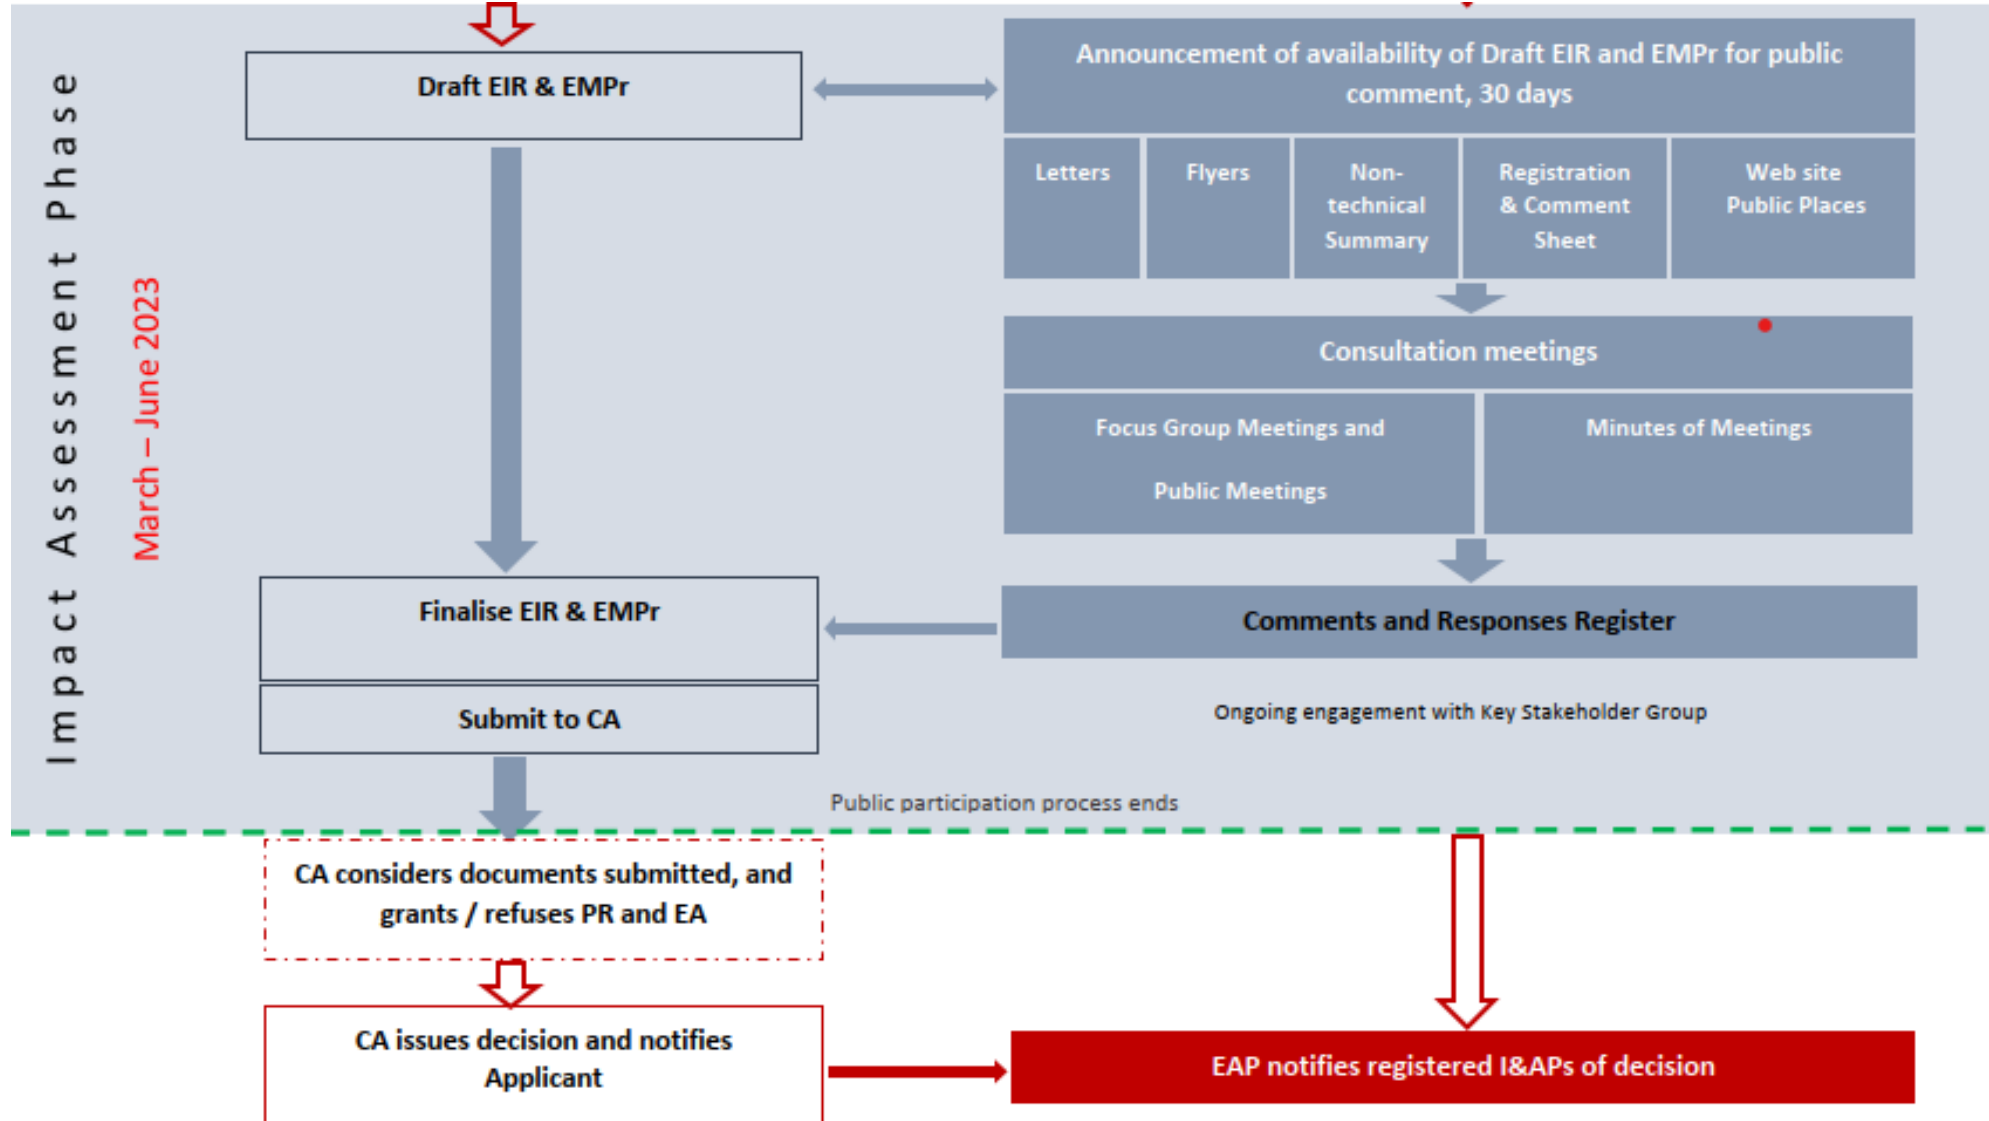 Impact Assessment Phase
March – June 2023
Draft EIR & EMPr
Announcement of availability of Draft EIR and EMPr for public
comment, 30 days
Letters
Flyers
Non-
technical
Summary
Registration
& Comment
Sheet
Web site
Public Places
Consultation meetings
Focus Group Meetings and
Public Meetings
Minutes of Meetings
Finalise EIR & EMPr
Comments and Responses Register
Submit to CA
Ongoing engagement with Key Stakeholder Group
Public participation process ends
CA considers documents submitted, and
grants / refuses PR and EA
CA issues decision and notifies
Applicant
EAP notifies registered I&APs of decision